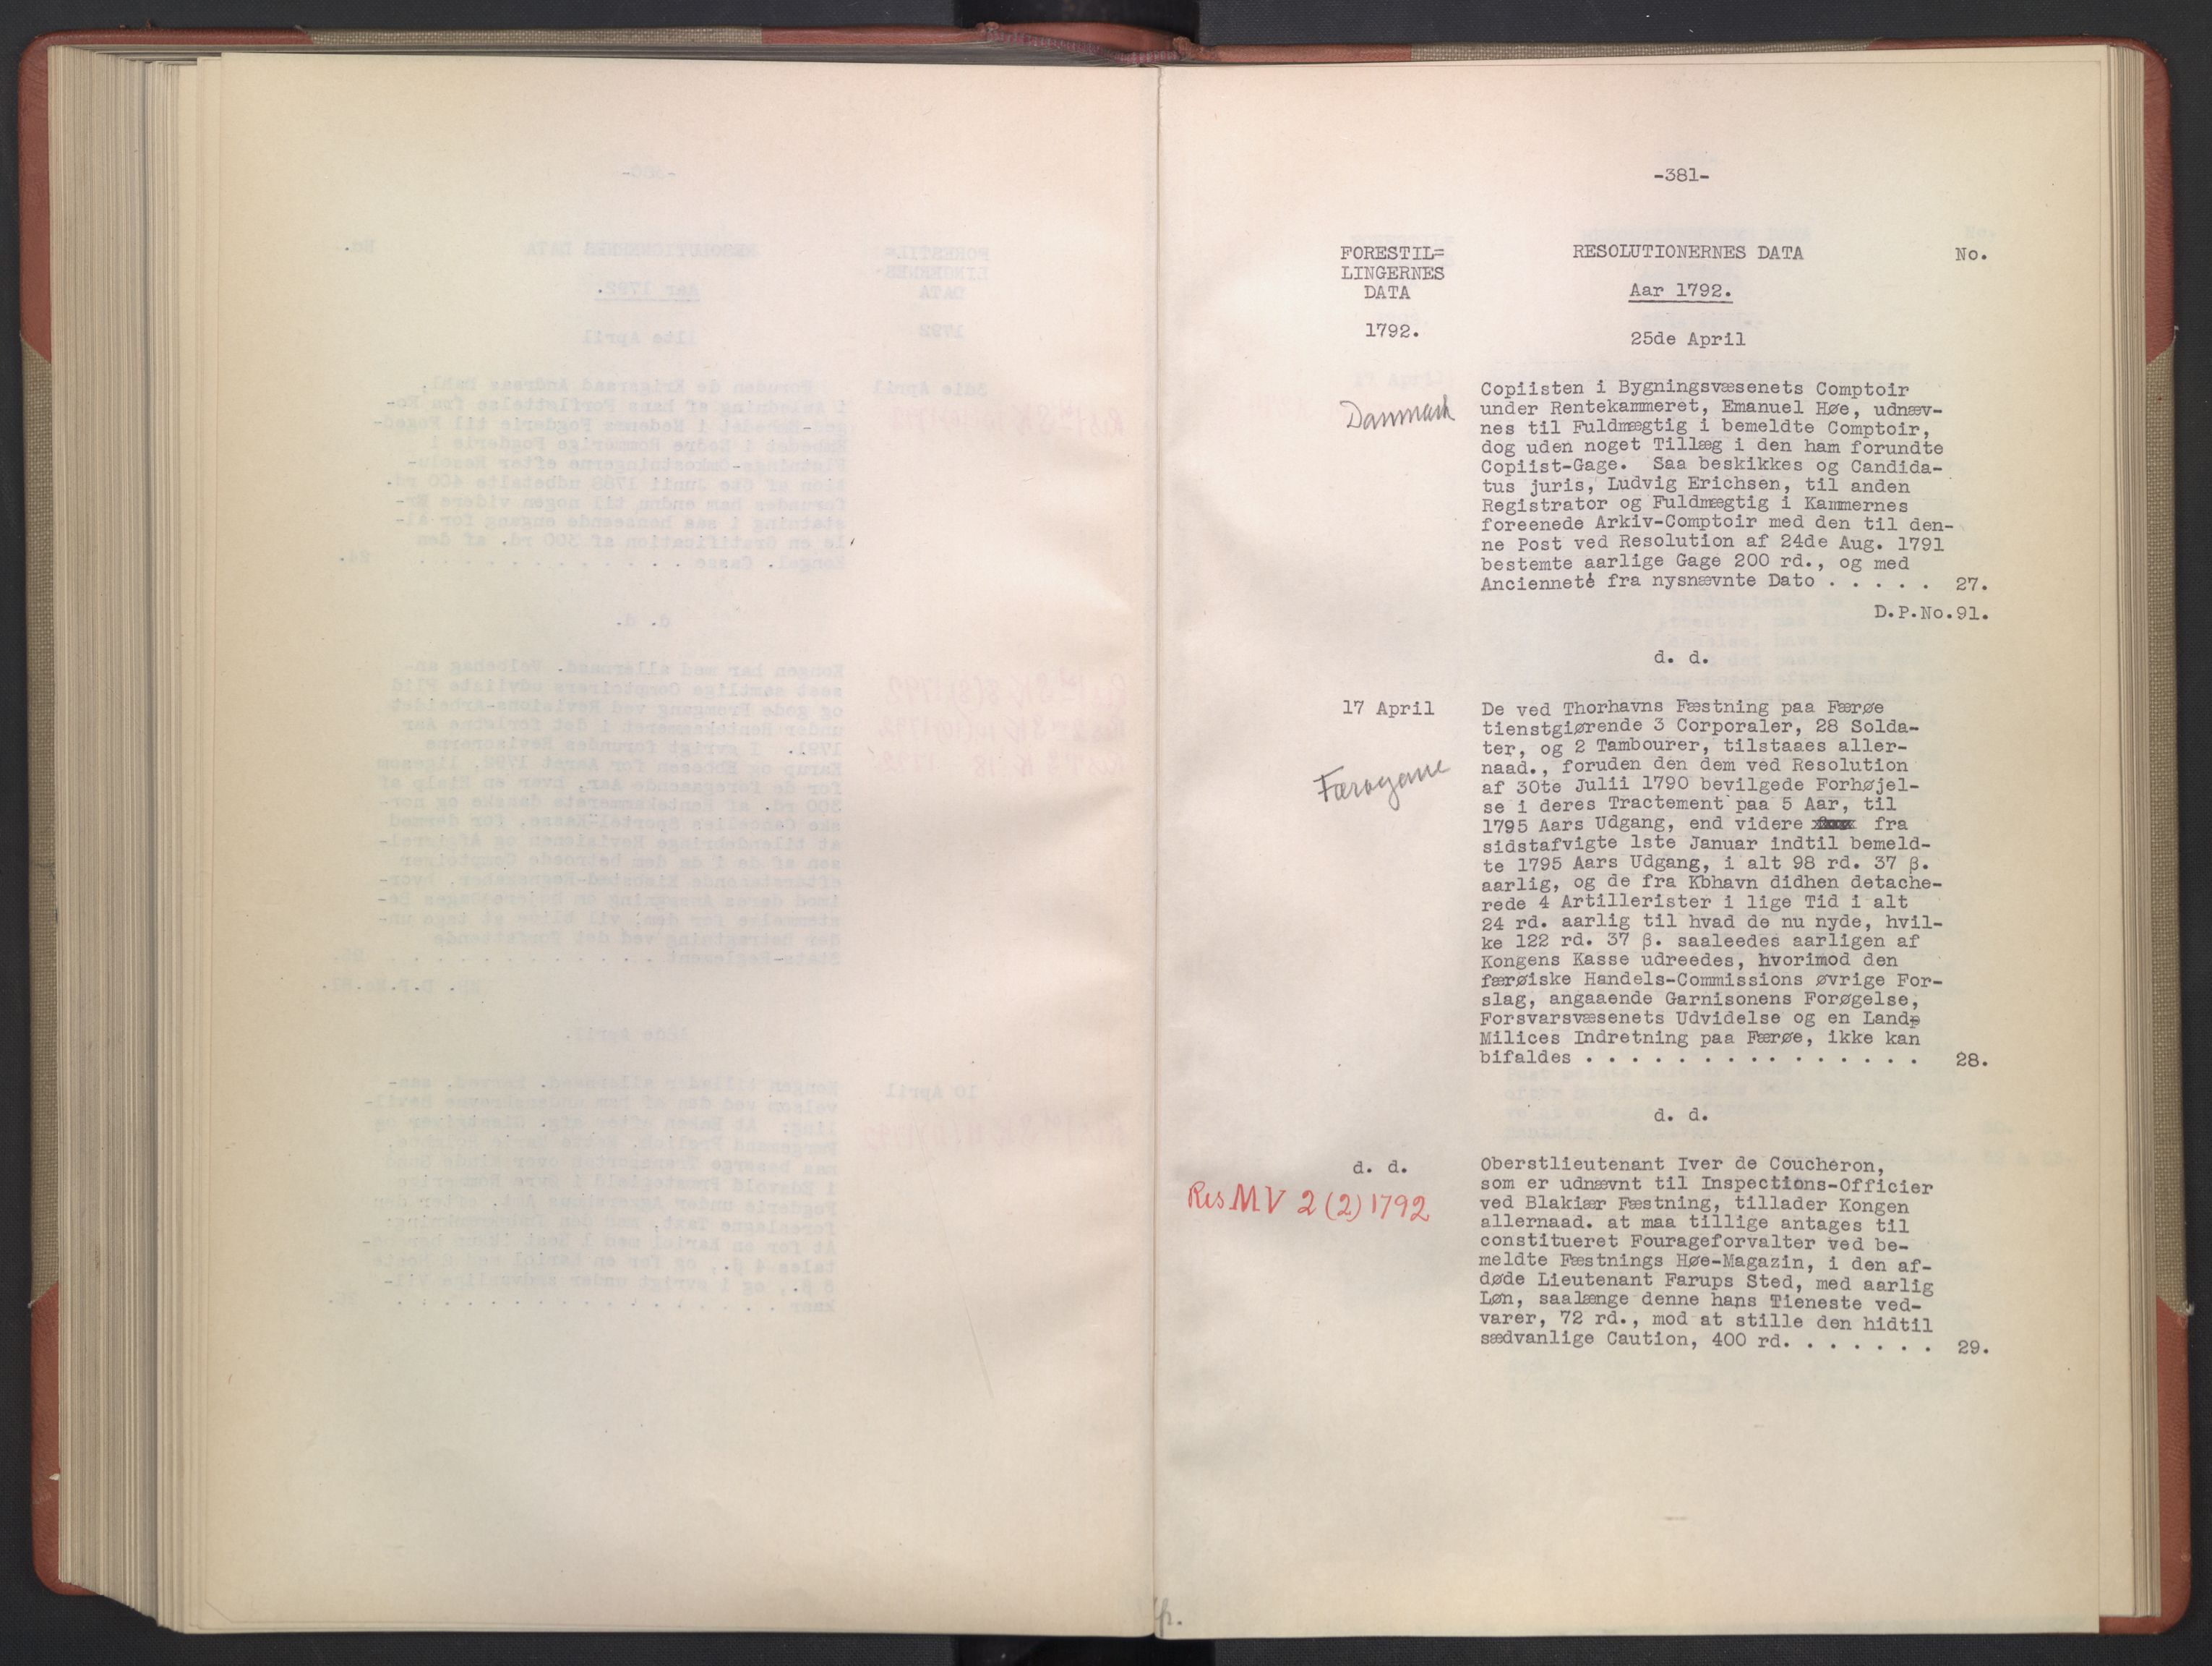 -381-
FORESTIL=
LINGERNES
DATA
RESOLUTIONERNES DATA
No.
Aar 1792.
1792.
25de April
Danmark
Copiisten i Bygningsvæsenets Comptoir
under Rentekammeret, Emanuel Høe, udnæv-
nes til Fuldmægtig i bemeldte Comptoir,
dog uden noget Tillæg i den ham forundte
Copiist-Gage. Saa beskikkes og Candida-
tus juris, Ludvig Erichsen, til anden
Registrator og Fuldmægtig i Kammernes
foreenede Arkiv-Comptoir med den til den-
ne Post ved Resolution af 24de Aug. 1791
bestemte aarlige Gage 200 rd., og med
Ancienneté fra nysnævnte Dato . . . . . 27.
D.P.No.91.
d. d.
17 April
Færøyane
De ved Thorhavns Fæstning paa Færøe
tienstgiørende 3 Corporaler, 28 Solda-
ter, og 2 Tambourer, tilstaaes aller-
naad., foruden den dem ved Resolution
af 30te Julii 1790 bevilgede Forhøjel-
se i deres Tractement paa 5 Aar, til
1795 Aars Udgang, end videre fra
sidstafvigte 1ste Januar indtil bemeld-
te 1795 Aars Udgang, i alt 98 rd. 37 β.
aarlig, og de fra Kbhavn didhen detache-
rede 4 Artillerister i lige Tid i alt
24 rd. aarlig til hvad de nu nyde, hvil-
ke 122 rd. 37 β. saaleedes aarligen af
Kongens Kasse udreedes, hvorimod den
færøiske Handels-Commissions øvrige For-
slag, angaaende Garnisonens Forøgelse,
Forsvarsvæsenets Udvidelse og en Land-
Milices Indretning paa Færøe, ikke kan
bifaldes . . . . . . . . . . . . . . . 28.
d. d.
d. d.
Res MV 2 (2) 1792
Oberstlieutenant Iver de Coucheron,
som er udnævnt til Inspections-Officier
ved Blakiær Fæstning, tillader Kongen
allernaad. at maa tillige antages til
constitueret Fourageforvalter ved be-
meldte Fæstnings Høe-Magazin, i den af-
døde Lieutenant Farups Sted, med aarlig
Løn, saalænge denne hans Tieneste ved-
varer, 72 rd., mod at stille den hidtil
sædvanlige Caution, 400 rd. . . . . . . 29.